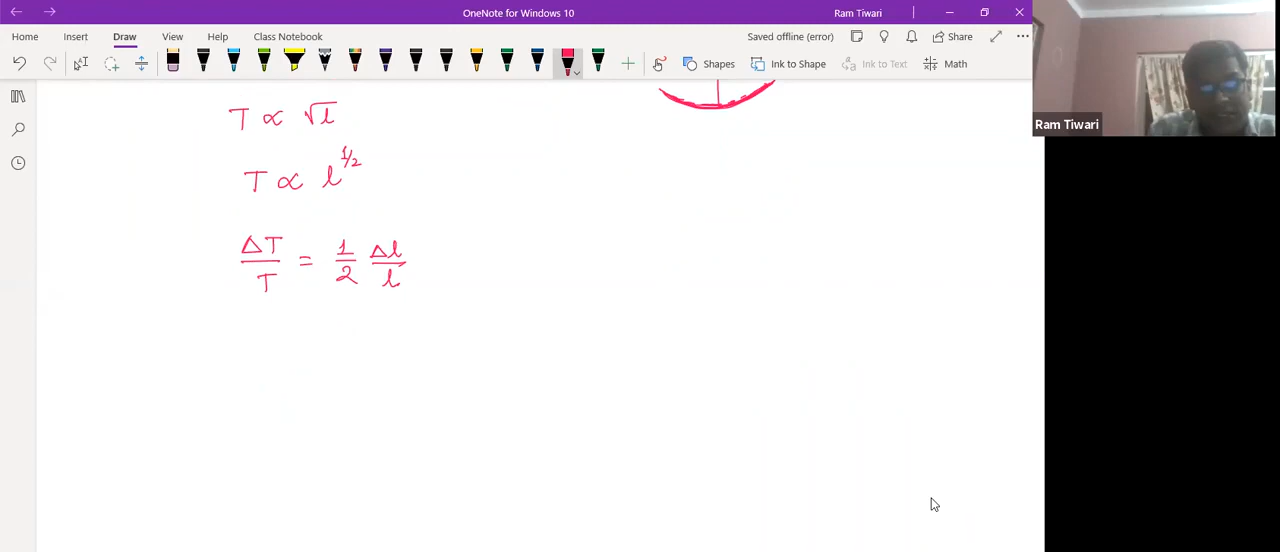 OneNote for Windows 10
Ram Tiwari
Home Insert Draw View Help Class Notebook
Saved offline (error)
Share
Shapes
Ink to Shape
Ink to Text
Math
Ram Tiwari
T ∝ √l
T ∝ l^1/2
ΔT/T = 1/2 Δl/l